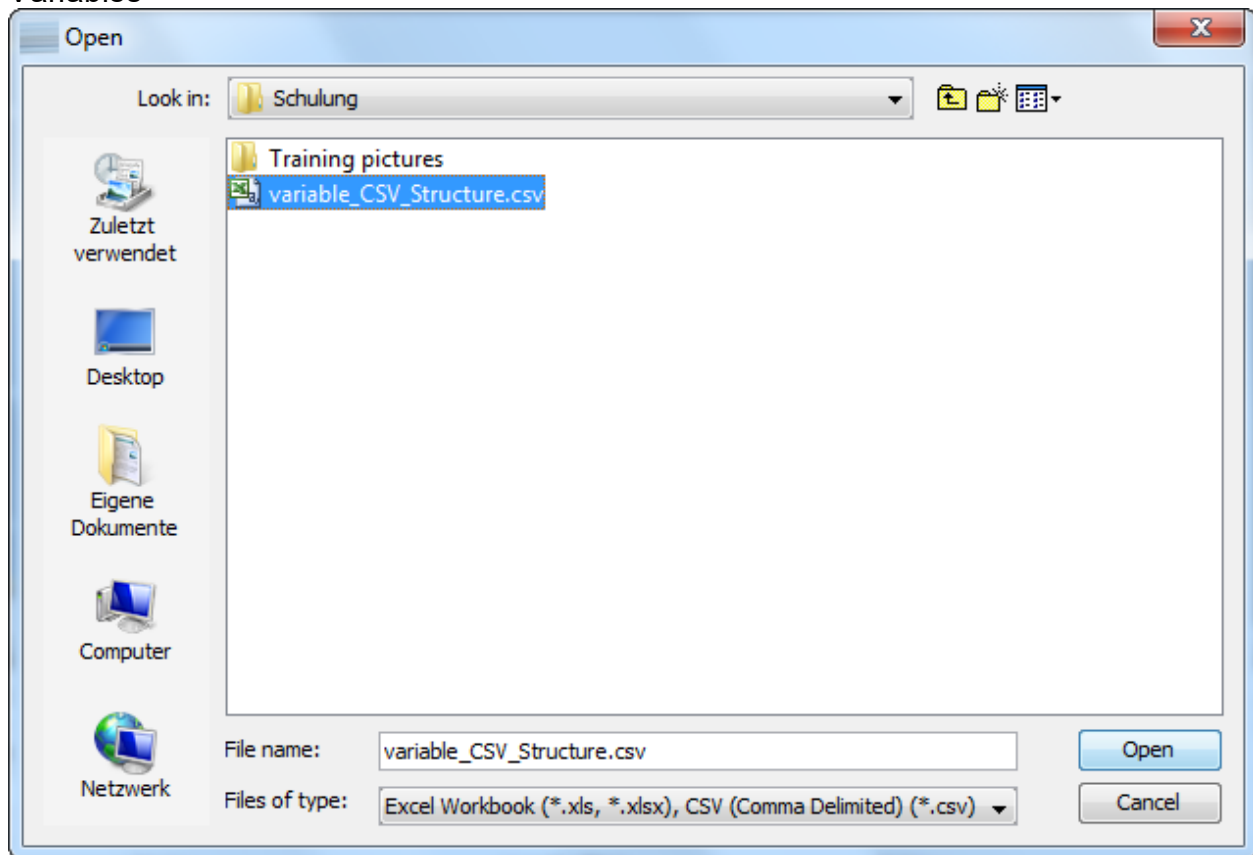 Variables
Open
Look in:
Schulung
Training pictures
variable_CSV_Structure.csv
Zuletzt
verwendet
Desktop
Eigene
Dokumente
Computer
Netzwerk
File name:
variable_CSV_Structure.csv
Open
Files of type:
Excel Workbook (*.xls, *.xlsx), CSV (Comma Delimited) (*.csv)
Cancel